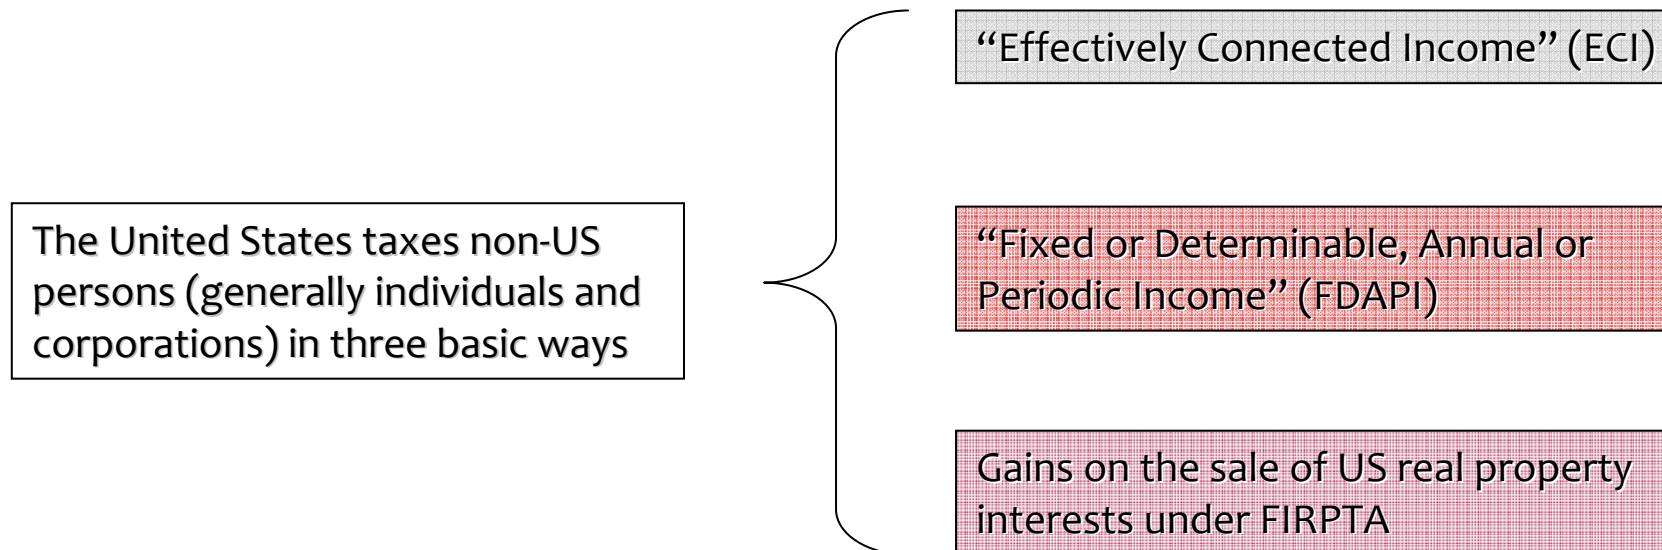 “Effectively Connected Income” (ECI)
The United States taxes non-US
persons (generally individuals and
corporations) in three basic ways
“Fixed or Determinable, Annual or
Periodic Income” (FDAPI)
Gains on the sale of US real property
interests under FIRPTA